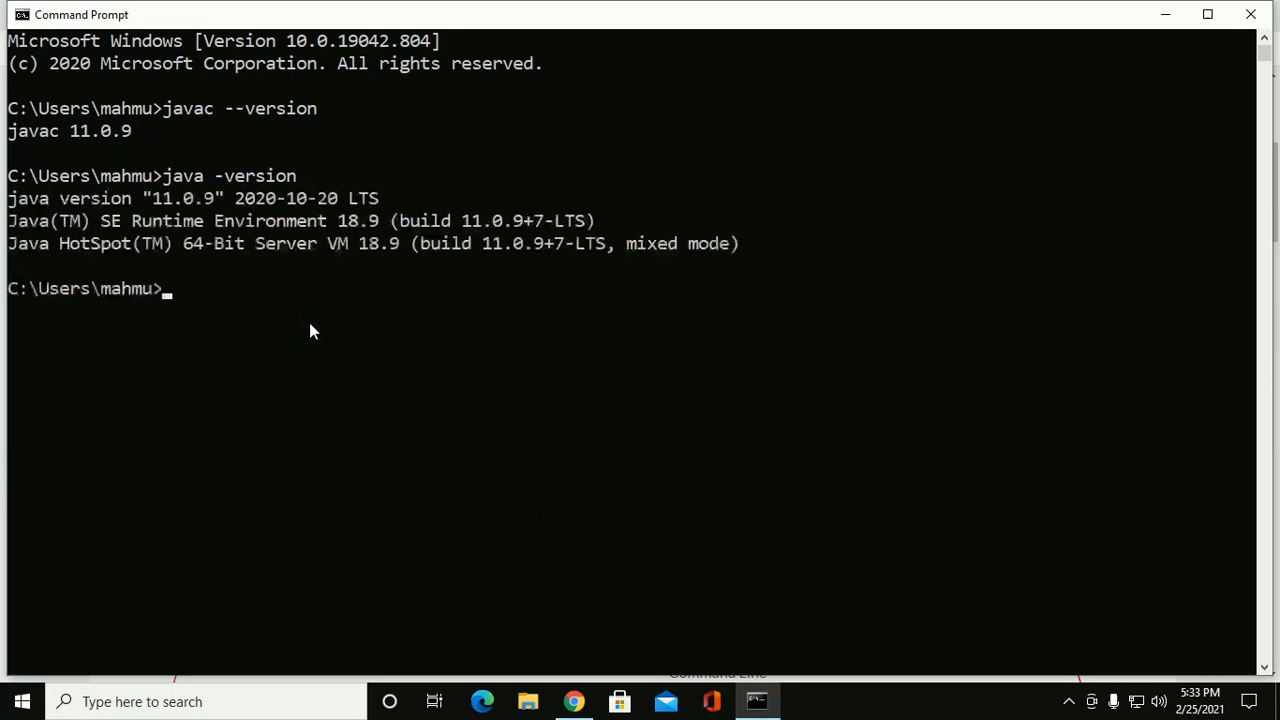 Command Prompt
Microsoft Windows [Version 10.0.19042.804]
(c) 2020 Microsoft Corporation. All rights reserved.
C:\Users\mahmu>javac --version
javac 11.0.9
C:\Users\mahmu>java -version
java version "11.0.9" 2020-10-20 LTS
Java(TM) SE Runtime Environment 18.9 (build 11.0.9+7-LTS)
Java HotSpot(TM) 64-Bit Server VM 18.9 (build 11.0.9+7-LTS, mixed mode)
C:\Users\mahmu>
Command Line
Type here to search
5:33 PM
2/25/2021